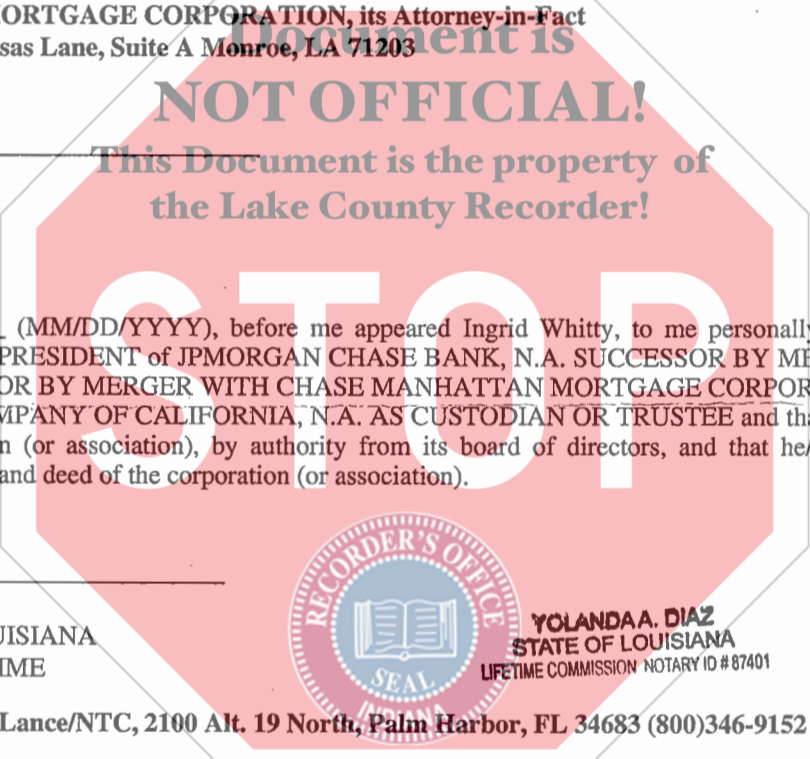 ORTGAGE CORPORATION, its Attorney-in-Fact
sas Lane, Suite A Monroe, LA 71203
Document is
NOT OFFICIAL!
This Document is the property of
the Lake County Recorder!
STOP
(MM/DD/YYYY), before me appeared Ingrid Whitty, to me personally
PRESIDENT of JPMORGAN CHASE BANK, N.A. SUCCESSOR BY ME
OR BY MERGER WITH CHASE MANHATTAN MORTGAGE CORPOR
MPANY OF CALIFORNIA, N.A. AS CUSTODIAN OR TRUSTEE and tha
n (or association), by authority from its board of directors, and that he/
and deed of the corporation (or association).
RECORDER'S OFFICE
SEAL
INDIANA
YOLANDA A. DIAZ
STATE OF LOUISIANA
LIFETIME COMMISSION NOTARY ID # 87401
UISIANA
IME
Lance/NTC, 2100 Alt. 19 North, Palm Harbor, FL 34683 (800)346-9152